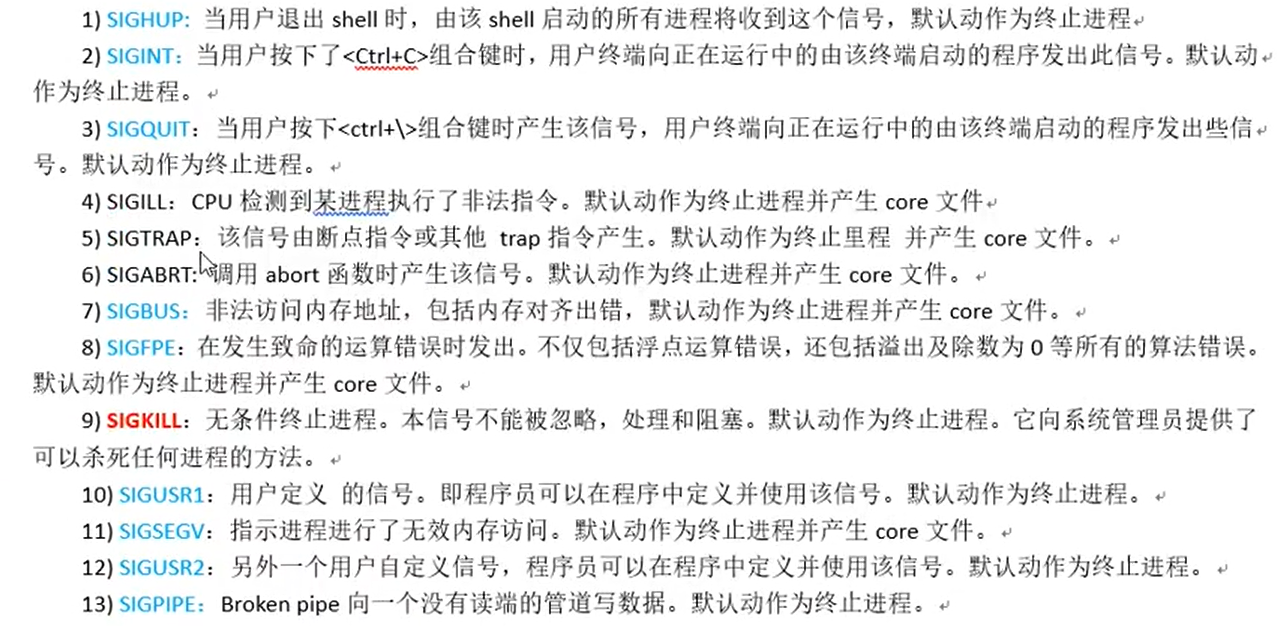 1) SIGHUP: 当用户退出 shell 时，由该 shell 启动的所有进程将收到这个信号，默认动作为终止进程
2) SIGINT：当用户按下了<Ctrl+C>组合键时，用户终端向正在运行中的由该终端启动的程序发出此信号。默认动
作为终止进程。
3) SIGQUIT：当用户按下<ctrl+\>组合键时产生该信号，用户终端向正在运行中的由该终端启动的程序发出些信
号。默认动作为终止进程。
4) SIGILL：CPU 检测到某进程执行了非法指令。默认动作为终止进程并产生 core 文件
5) SIGTRAP：该信号由断点指令或其他 trap 指令产生。默认动作为终止里程 并产生 core 文件。
6) SIGABRT: 调用 abort 函数时产生该信号。默认动作为终止进程并产生 core 文件。
7) SIGBUS：非法访问内存地址，包括内存对齐出错，默认动作为终止进程并产生 core 文件。
8) SIGFPE：在发生致命的运算错误时发出。不仅包括浮点运算错误，还包括溢出及除数为 0 等所有的算法错误。
默认动作为终止进程并产生 core 文件。
9) SIGKILL：无条件终止进程。本信号不能被忽略，处理和阻塞。默认动作为终止进程。它向系统管理员提供了
可以杀死任何进程的方法。
10) SIGUSR1：用户定义 的信号。即程序员可以在程序中定义并使用该信号。默认动作为终止进程。
11) SIGSEGV：指示进程进行了无效内存访问。默认动作为终止进程并产生 core 文件。
12) SIGUSR2：另外一个用户自定义信号，程序员可以在程序中定义并使用该信号。默认动作为终止进程。
13) SIGPIPE：Broken pipe 向一个没有读端的管道写数据。默认动作为终止进程。